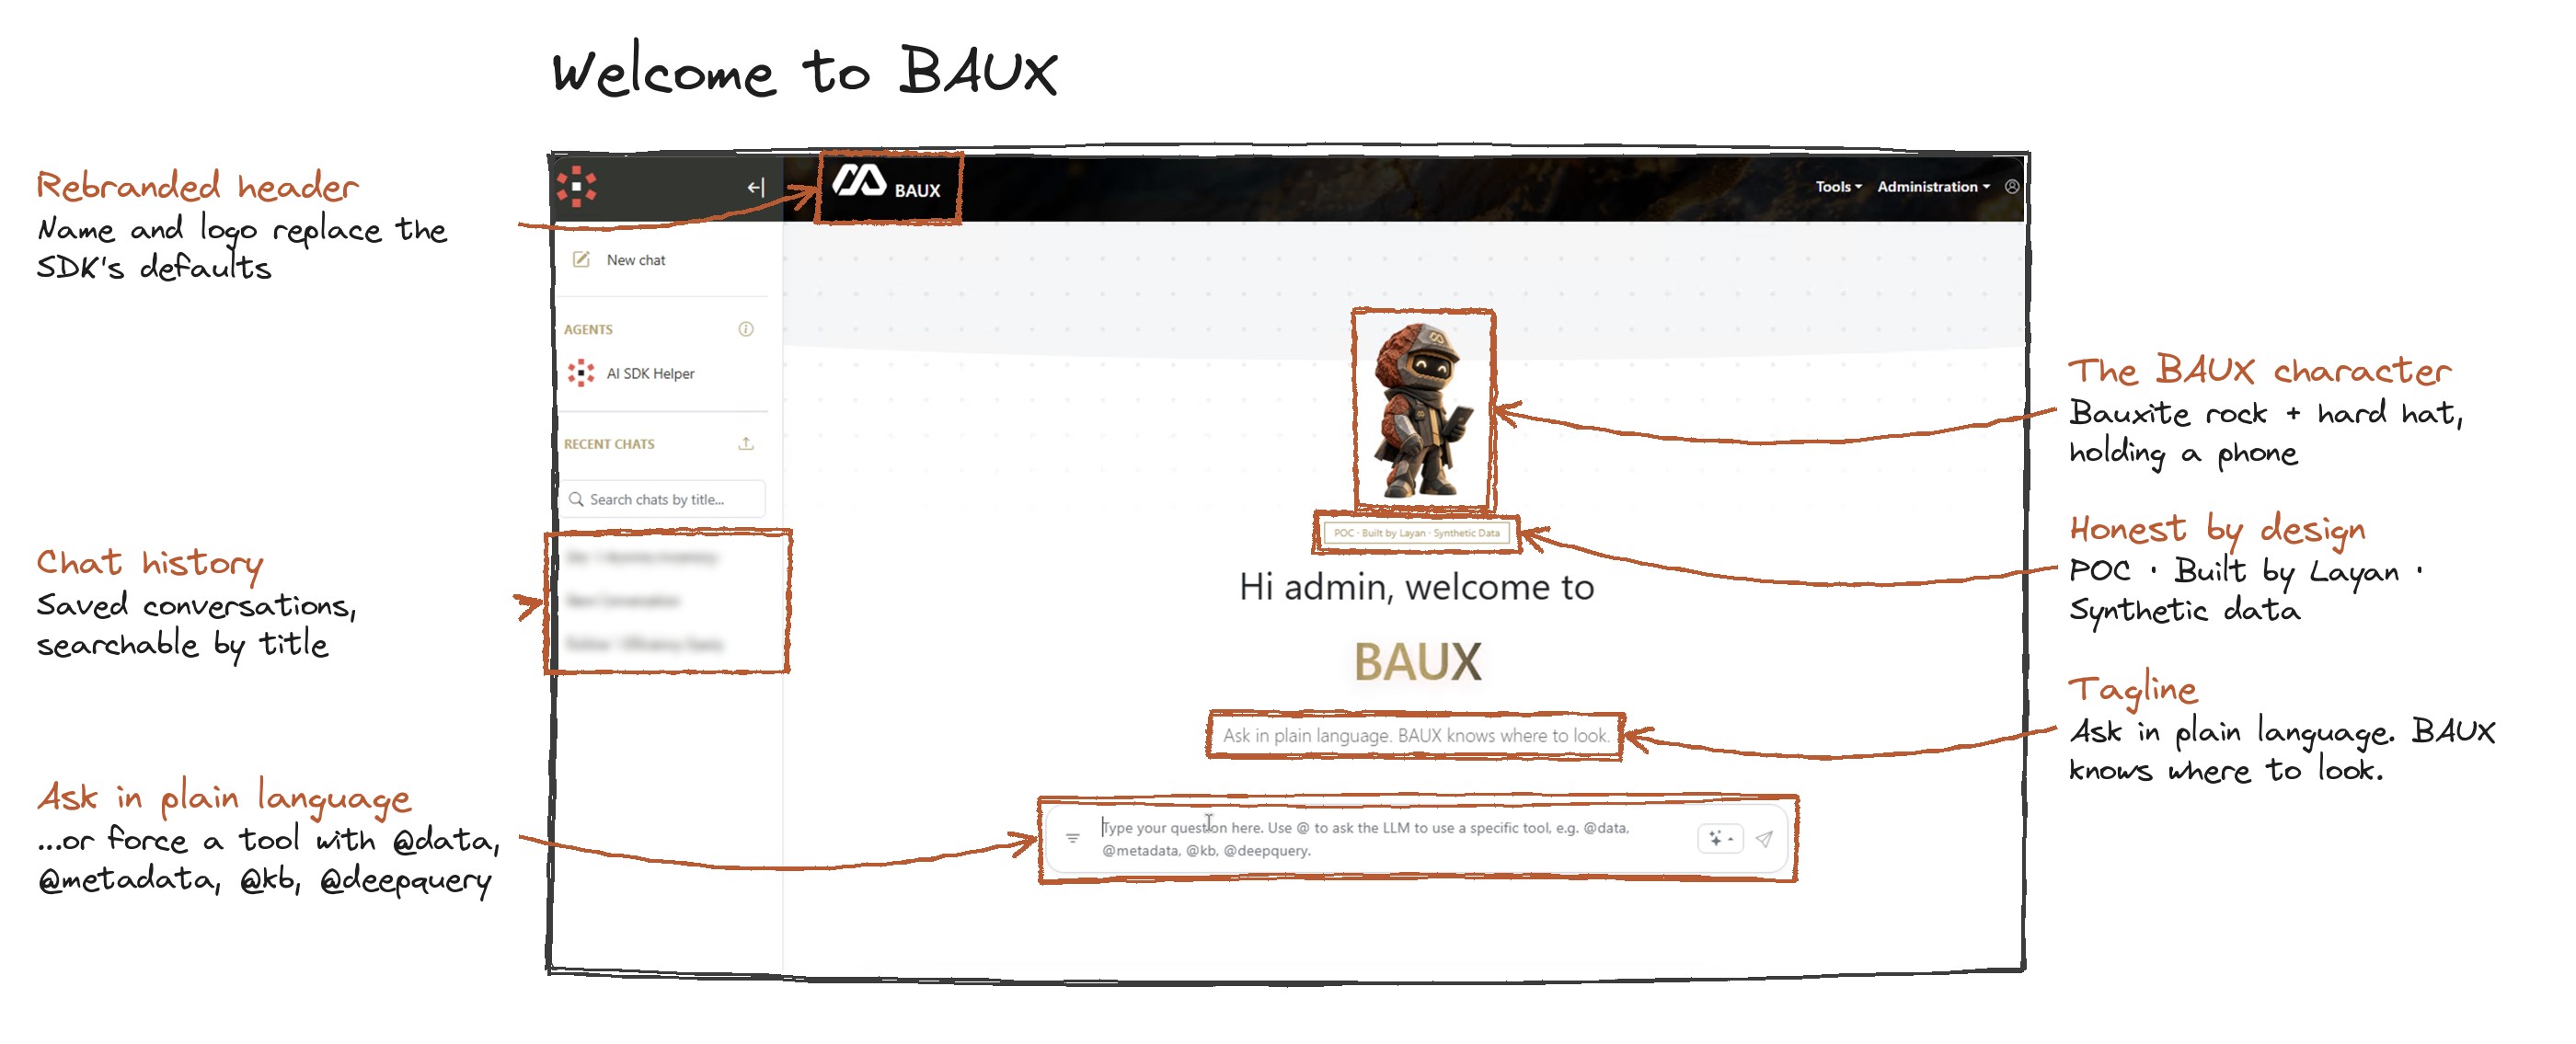 Welcome to BAUX
Rebranded header
Name and logo replace the
SDK's defaults
Chat history
Saved conversations,
searchable by title
Ask in plain language
...or force a tool with @data,
@metadata, @kb, @deepquery
BAUX
Tools
Administration
New chat
AGENTS
AI SDK Helper
RECENT CHATS
Search chats by title...
POC · Built by Layan · Synthetic Data
Hi admin, welcome to
BAUX
Ask in plain language. BAUX knows where to look.
Type your question here. Use @ to ask the LLM to use a specific tool, e.g. @data,
@metadata, @kb, @deepquery.
The BAUX character
Bauxite rock + hard hat,
holding a phone
Honest by design
POC · Built by Layan ·
Synthetic data
Tagline
Ask in plain language. BAUX
knows where to look.